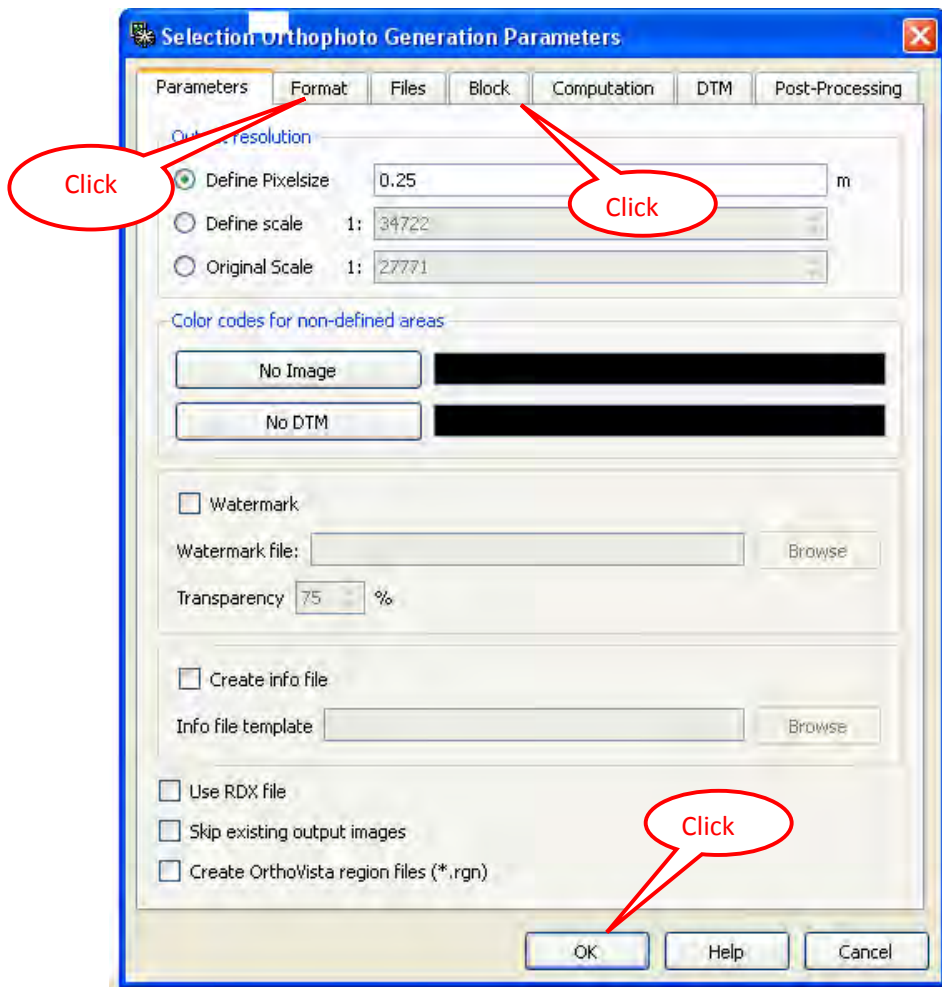 Selection Orthophoto Generation Parameters
Parameters Format Files Block Computation DTM Post-Processing
Output resolution
Click
Define Pixelsize 0.25 m
Click
Define scale 1: 34722
Original Scale 1: 27771
Color codes for non-defined areas
No Image
No DTM
Watermark
Watermark file: Browse
Transparency 75 %
Create info file
Info file template Browse
Use RDX file
Skip existing output images
Click
Create OrthoVista region files (*.rgn)
OK Help Cancel